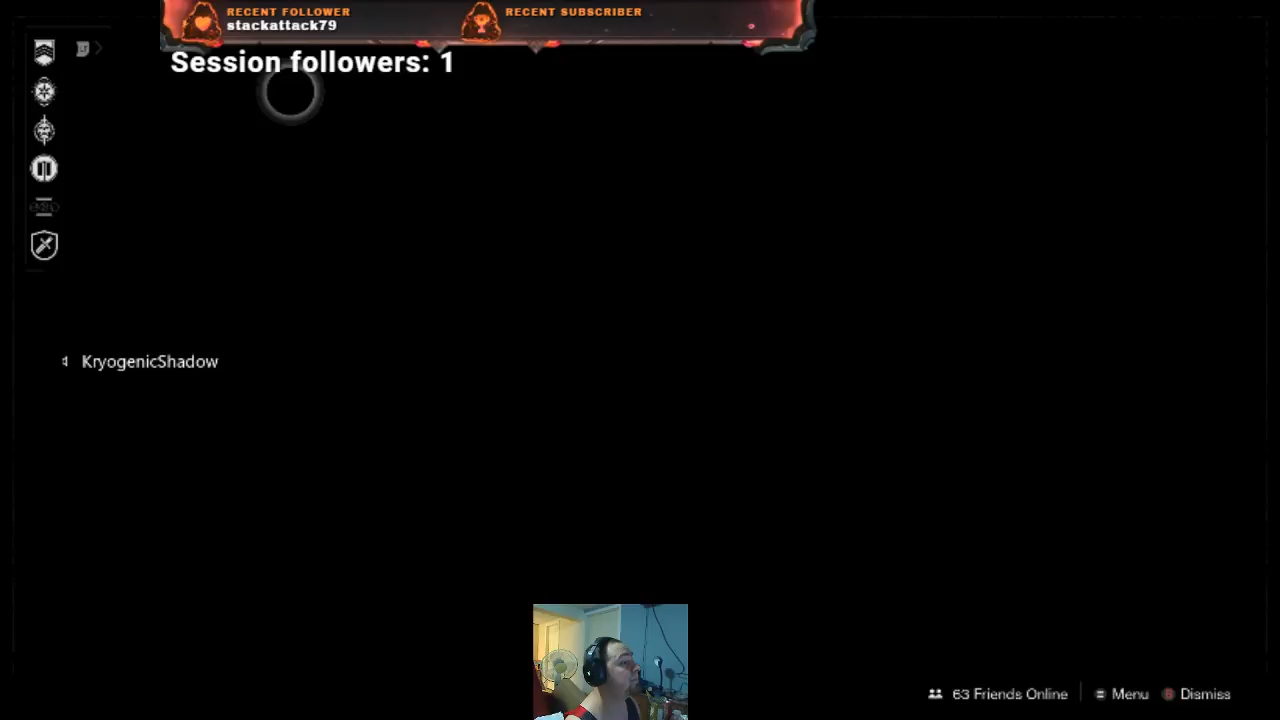 RECENT FOLLOWER
stackattack79
RECENT SUBSCRIBER
Session followers: 1
KryogenicShadow
63 Friends Online
Menu
Dismiss